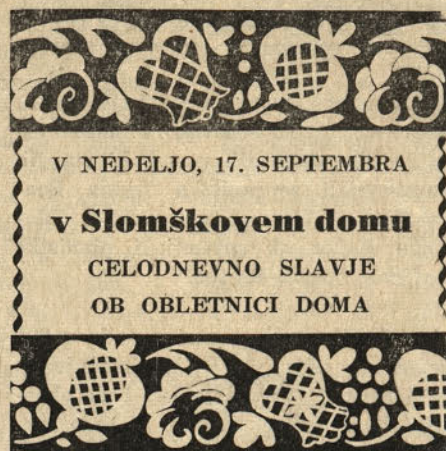 V NEDELJO, 17. SEPTEMBRA
v Slomškovem domu
CELODNEVNO SLAVJE
OB OBLETNICI DOMA